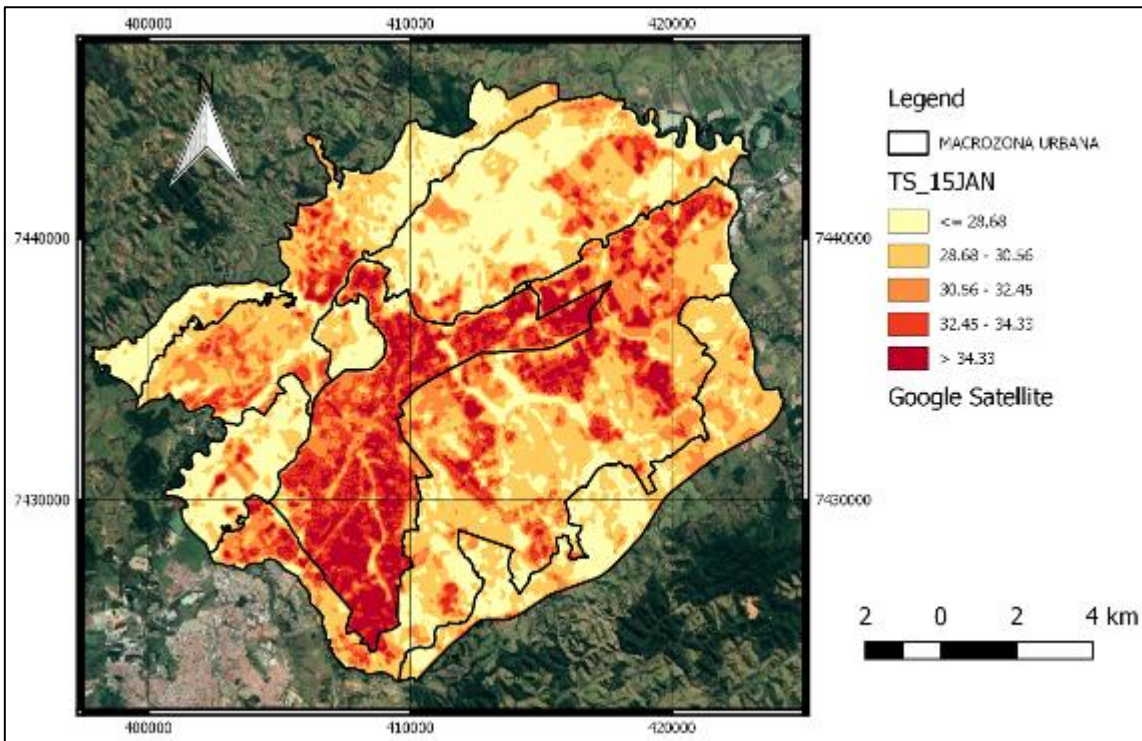 400000 410000 420000
N
7440000 7440000
7430000 7430000
400000 410000 420000
Legend
MACROZONA URBANA
TS_15JAN
<= 28.68
28.68 - 30.56
30.56 - 32.45
32.45 - 34.33
> 34.33
Google Satellite
2 0 2 4 km